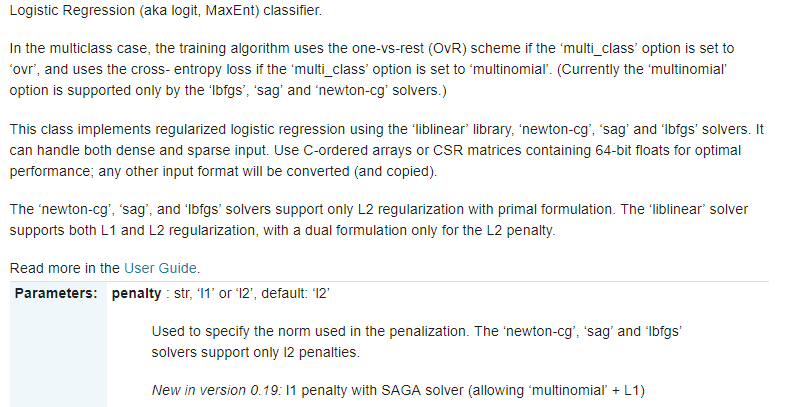 Logistic Regression (aka logit, MaxEnt) classifier.
In the multiclass case, the training algorithm uses the one-vs-rest (OvR) scheme if the ‘multi_class’ option is set to
‘ovr’, and uses the cross- entropy loss if the ‘multi_class’ option is set to ‘multinomial’. (Currently the ‘multinomial’
option is supported only by the ‘lbfgs’, ‘sag’ and ‘newton-cg’ solvers.)
This class implements regularized logistic regression using the ‘liblinear’ library, ‘newton-cg’, ‘sag’ and ‘lbfgs’ solvers. It
can handle both dense and sparse input. Use C-ordered arrays or CSR matrices containing 64-bit floats for optimal
performance; any other input format will be converted (and copied).
The ‘newton-cg’, ‘sag’, and ‘lbfgs’ solvers support only L2 regularization with primal formulation. The ‘liblinear’ solver
supports both L1 and L2 regularization, with a dual formulation only for the L2 penalty.
Read more in the User Guide.
Parameters: penalty : str, ‘l1’ or ‘l2’, default: ‘l2’
Used to specify the norm used in the penalization. The ‘newton-cg’, ‘sag’ and ‘lbfgs’
solvers support only l2 penalties.
New in version 0.19: l1 penalty with SAGA solver (allowing ‘multinomial’ + L1)